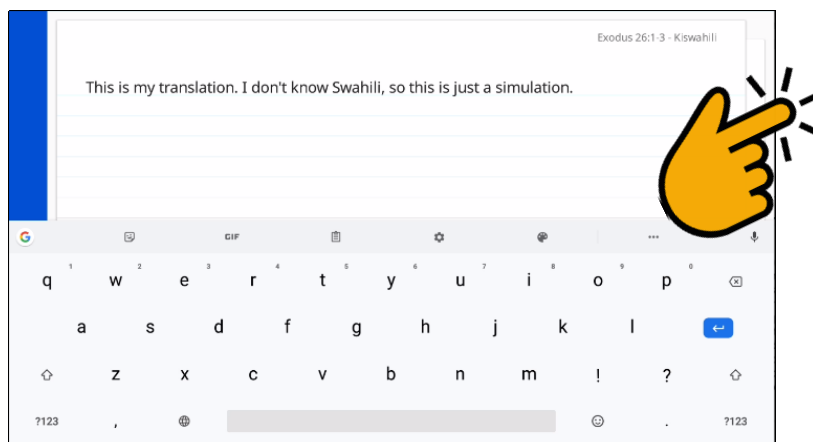 Exodus 26:1-3 - Kiswahili
This is my translation. I don't know Swahili, so this is just a simulation.
G GIF
1 2 3 4 5 6 7 8 9 0
q w e r t y u i o p
a s d f g h j k l
z x c v b n m ! ?
?123 , . ?123